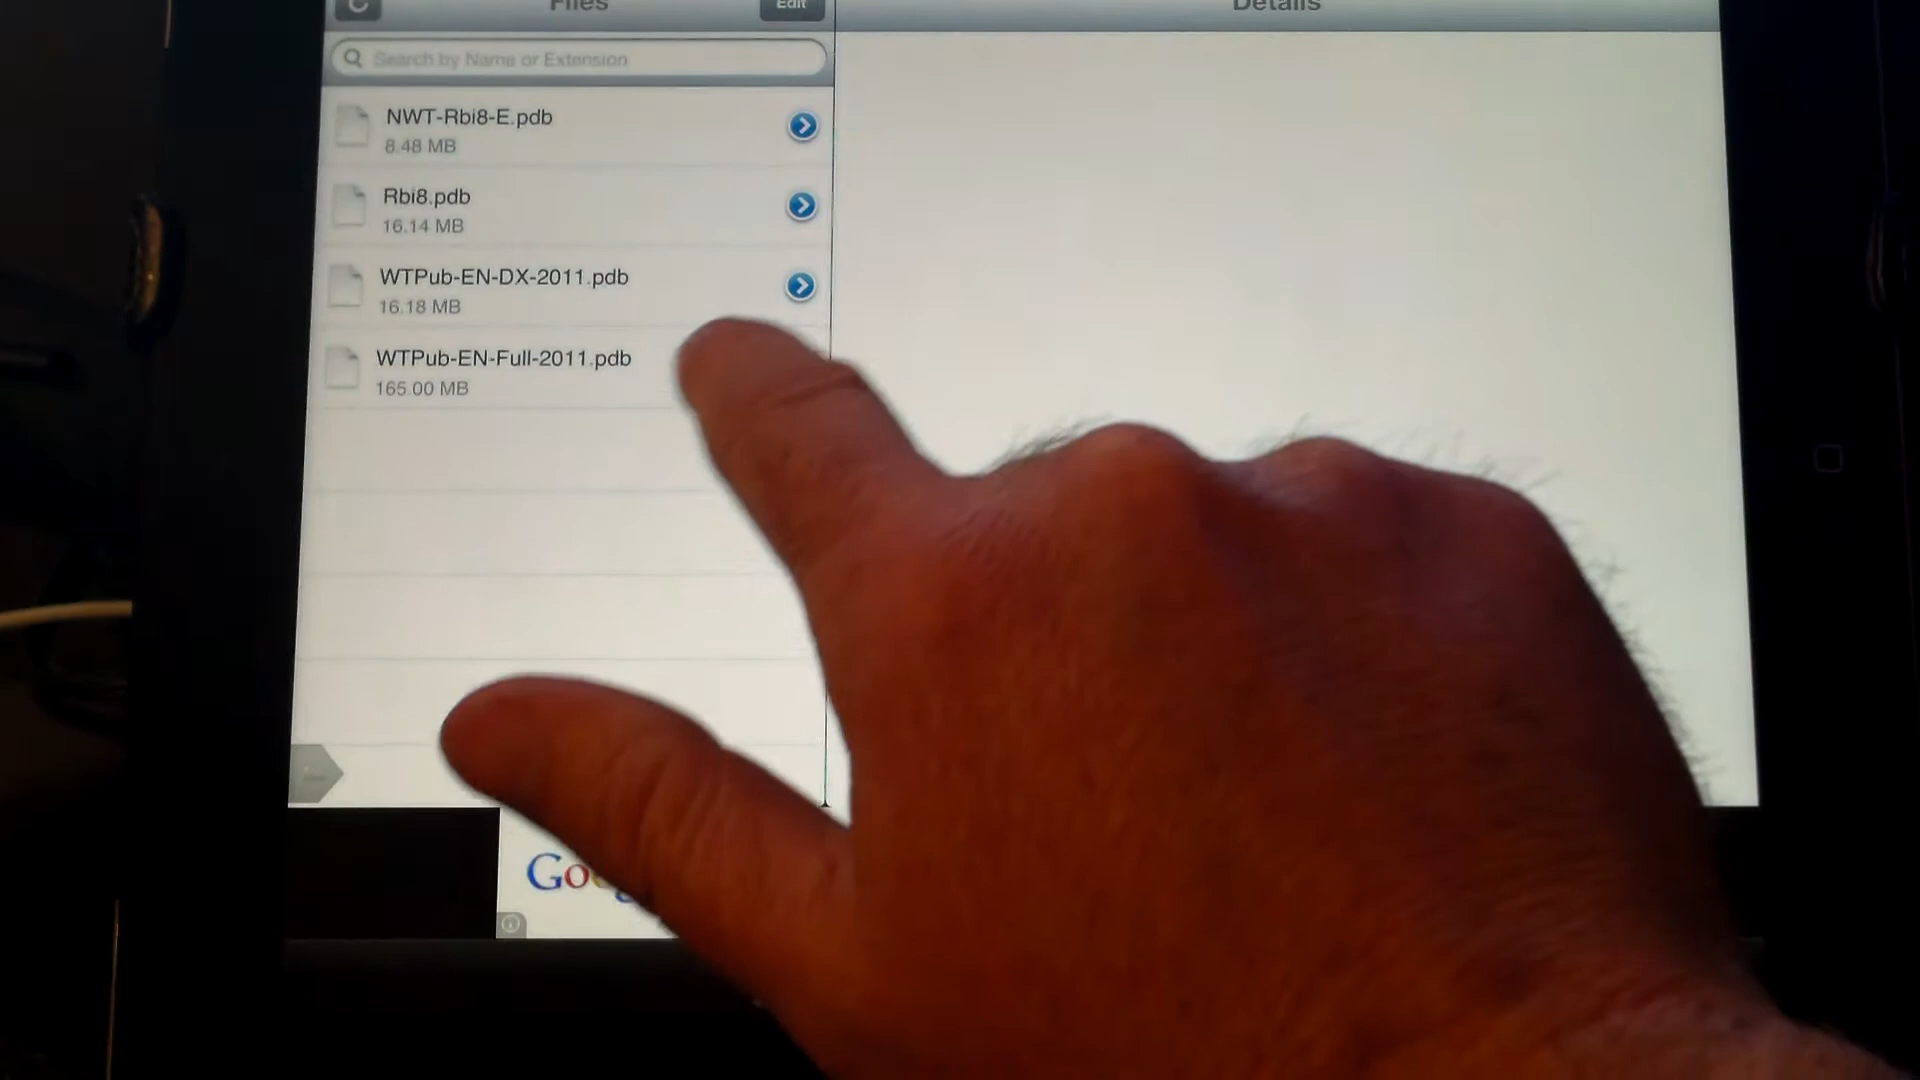 Files
Edit
Details
Search by Name or Extension
NWT-Rbi8-E.pdb
8.48 MB
Rbi8.pdb
16.14 MB
WTPub-EN-DX-2011.pdb
16.18 MB
WTPub-EN-Full-2011.pdb
165.00 MB
Goog